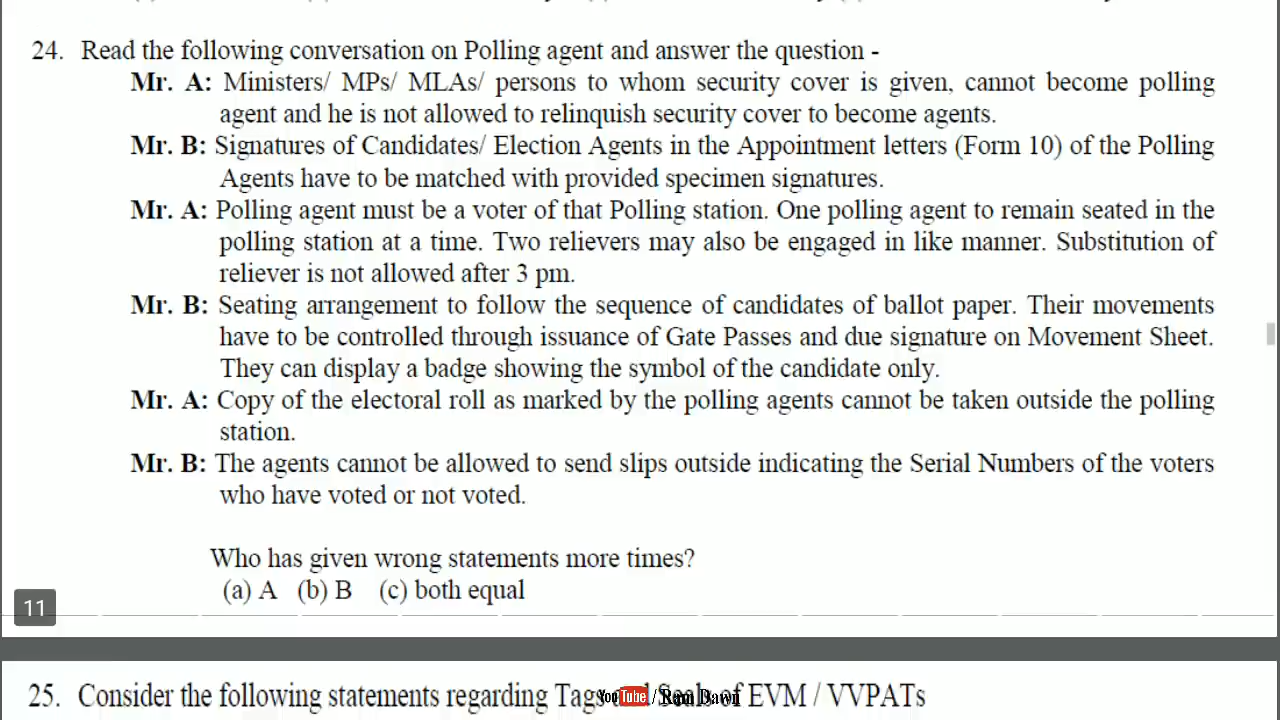 24. Read the following conversation on Polling agent and answer the question -
Mr. A: Ministers/ MPs/ MLAs/ persons to whom security cover is given, cannot become polling
agent and he is not allowed to relinquish security cover to become agents.
Mr. B: Signatures of Candidates/ Election Agents in the Appointment letters (Form 10) of the Polling
Agents have to be matched with provided specimen signatures.
Mr. A: Polling agent must be a voter of that Polling station. One polling agent to remain seated in the
polling station at a time. Two relievers may also be engaged in like manner. Substitution of
reliever is not allowed after 3 pm.
Mr. B: Seating arrangement to follow the sequence of candidates of ballot paper. Their movements
have to be controlled through issuance of Gate Passes and due signature on Movement Sheet.
They can display a badge showing the symbol of the candidate only.
Mr. A: Copy of the electoral roll as marked by the polling agents cannot be taken outside the polling
station.
Mr. B: The agents cannot be allowed to send slips outside indicating the Serial Numbers of the voters
who have voted or not voted.
Who has given wrong statements more times?
(a) A (b) B (c) both equal
11
25. Consider the following statements regarding Tags and Seals of EVM / VVPATs
YouTube / Ram Dawn